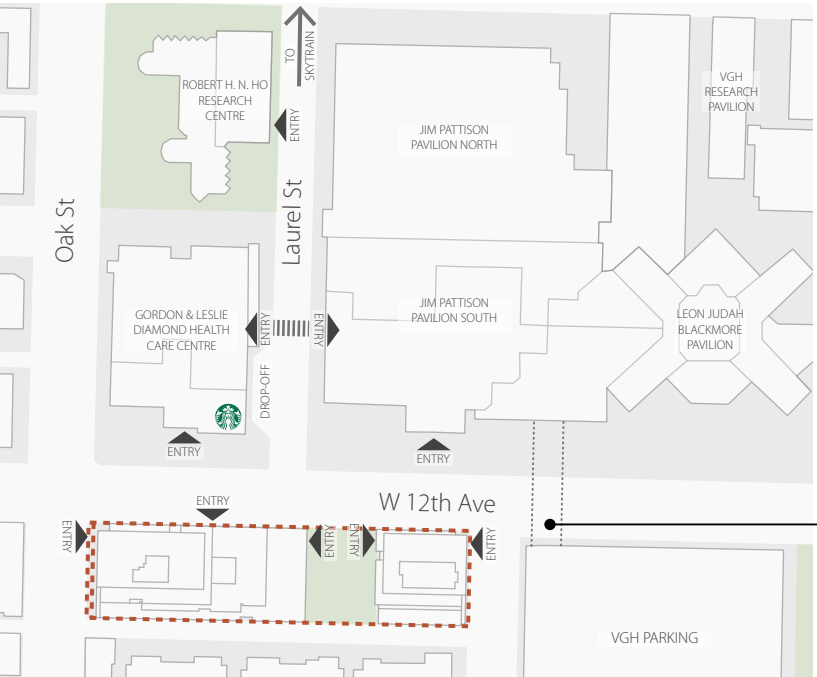 TO
SKYTRAIN
ROBERT H. N. HO
RESEARCH
CENTRE
ENTRY
VGH
RESEARCH
PAVILION
JIM PATTISON
PAVILION NORTH
Laurel St
Oak St
GORDON & LESLIE
DIAMOND HEALTH
CARE CENTRE
ENTRY
ENTRY
JIM PATTISON
PAVILION SOUTH
LEON JUDAH
BLACKMORE
PAVILION
DROP-OFF
ENTRY
ENTRY
W 12th Ave
ENTRY
ENTRY
ENTRY
ENTRY
ENTRY
VGH PARKING